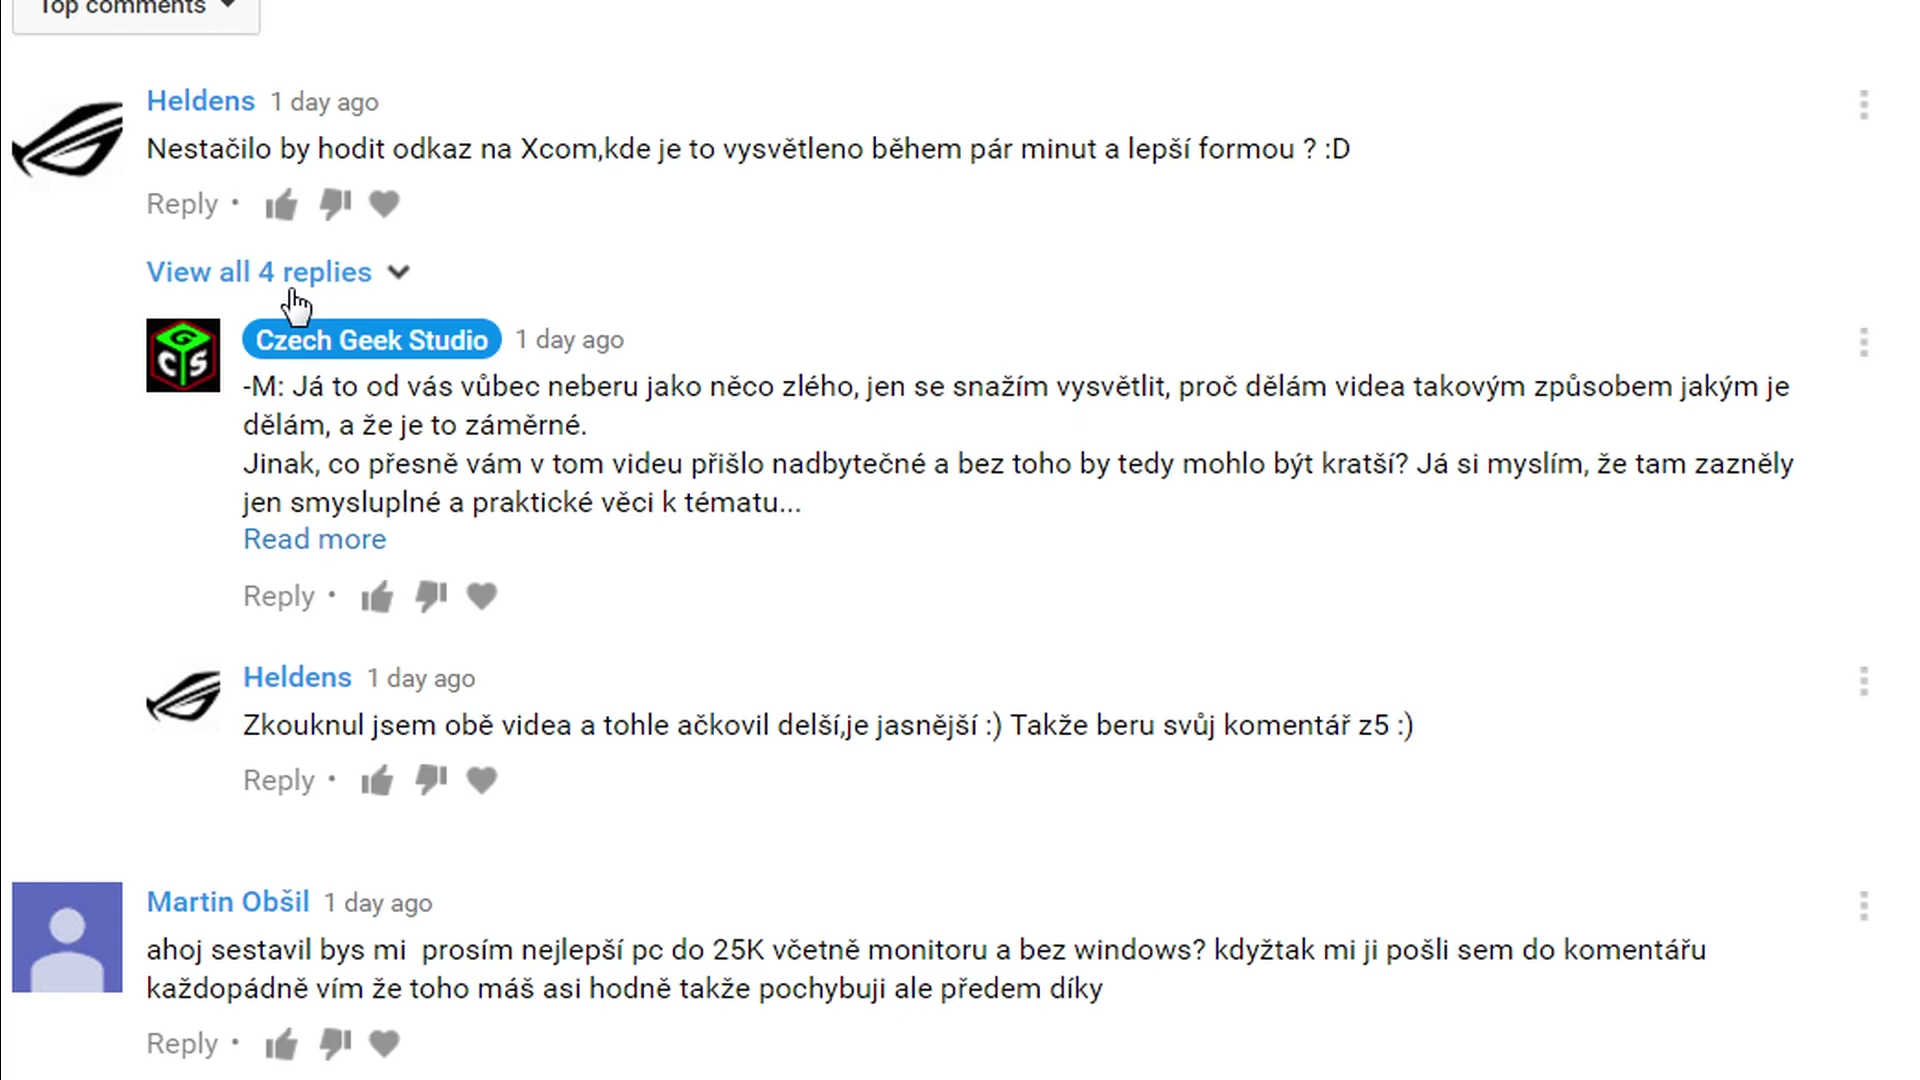 Top comments
Heldens 1 day ago
Nestačilo by hodit odkaz na Xcom,kde je to vysvětleno během pár minut a lepší formou ? :D
Reply •
View all 4 replies
GCS
Czech Geek Studio 1 day ago
-M: Já to od vás vůbec neberu jako něco zlého, jen se snažím vysvětlit, proč dělám videa takovým způsobem jakým je
dělám, a že je to záměrné.
Jinak, co přesně vám v tom videu přišlo nadbytečné a bez toho by tedy mohlo být kratší? Já si myslím, že tam zazněly
jen smysluplné a praktické věci k tématu...
Read more
Reply •
Heldens 1 day ago
Zkouknul jsem obě videa a tohle ačkovil delší,je jasnější :) Takže beru svůj komentář z5 :)
Reply •
Martin Obšil 1 day ago
ahoj sestavil bys mi  prosím nejlepší pc do 25K včetně monitoru a bez windows? kdyžtak mi ji pošli sem do komentářu
každopádně vím že toho máš asi hodně takže pochybuji ale předem díky
Reply •